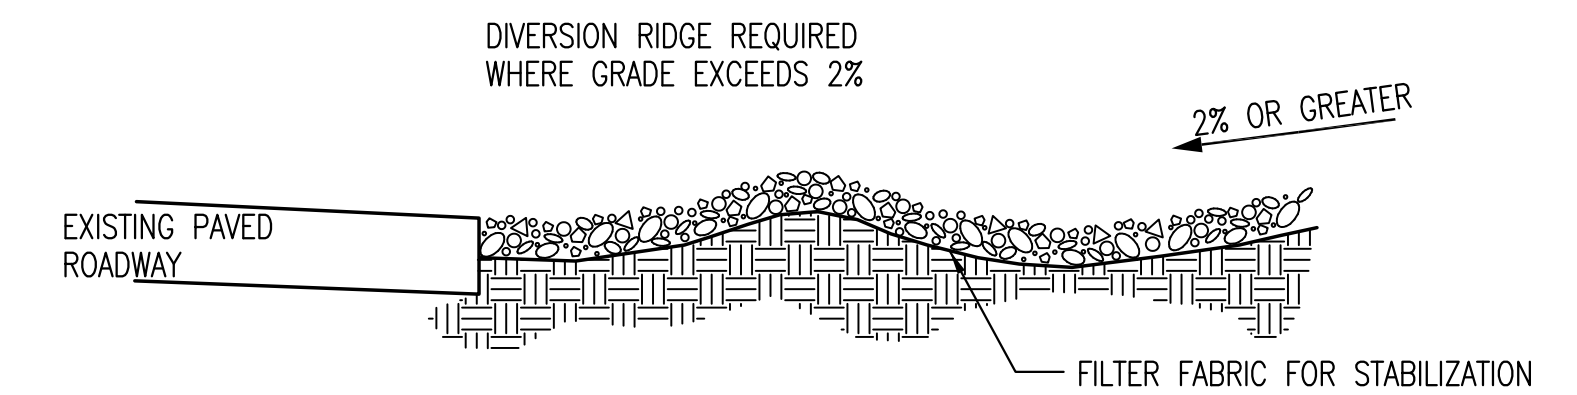 DIVERSION RIDGE REQUIRED
WHERE GRADE EXCEEDS 2%
2% OR GREATER
EXISTING PAVED
ROADWAY
FILTER FABRIC FOR STABILIZATION